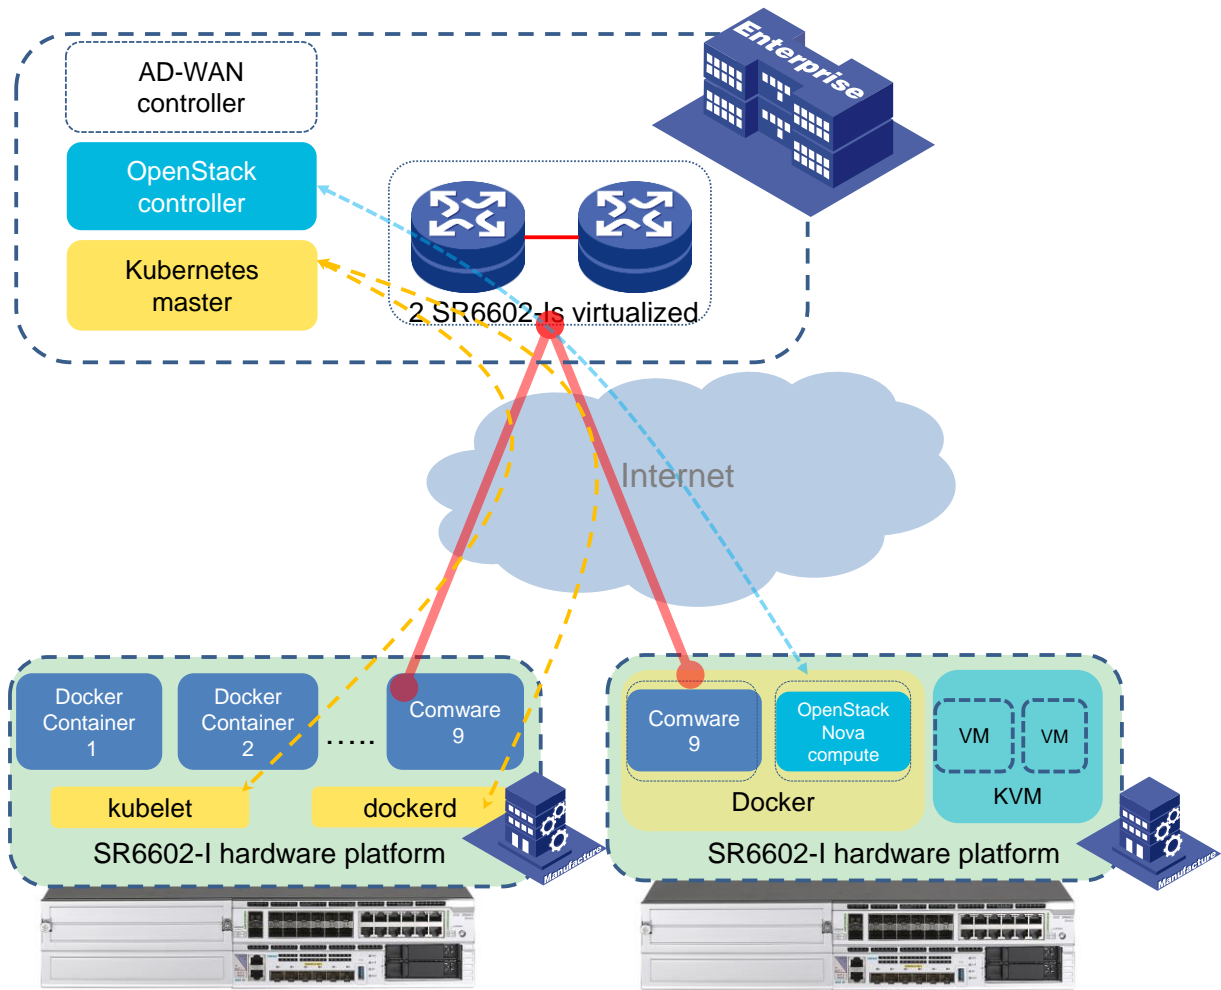 AD-WAN
controller
Enterprise
OpenStack
controller
Kubernetes
master
2 SR6602-Is virtualized
Internet
Docker
Container
1
Docker
Container
2
.....
Comware
9
kubelet
dockerd
SR6602-I hardware platform
Manufacture
Comware
9
OpenStack
Nova
compute
Docker
VM
VM
KVM
SR6602-I hardware platform
Manufacture